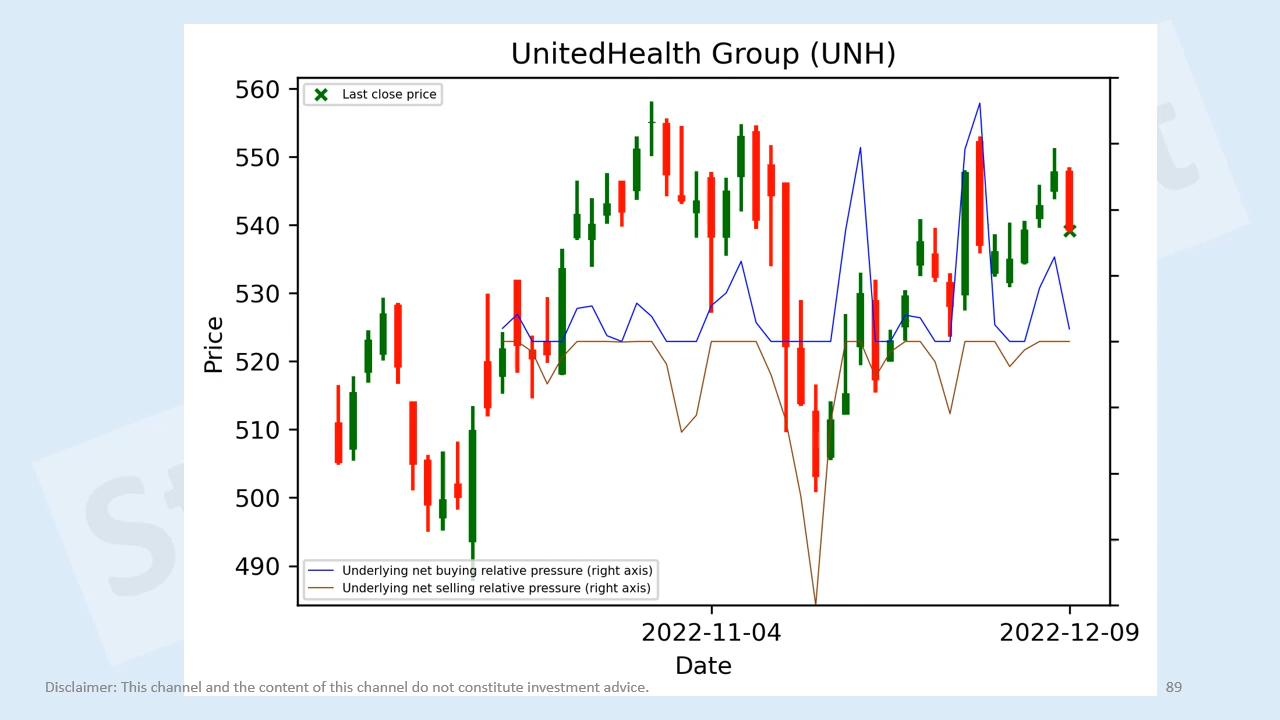 UnitedHealth Group (UNH)
Last close price
560
550
540
530
520
510
500
490
Price
Underlying net buying relative pressure (right axis)
Underlying net selling relative pressure (right axis)
2022-11-04
2022-12-09
Date
Disclaimer: This channel and the content of this channel do not constitute investment advice.
89